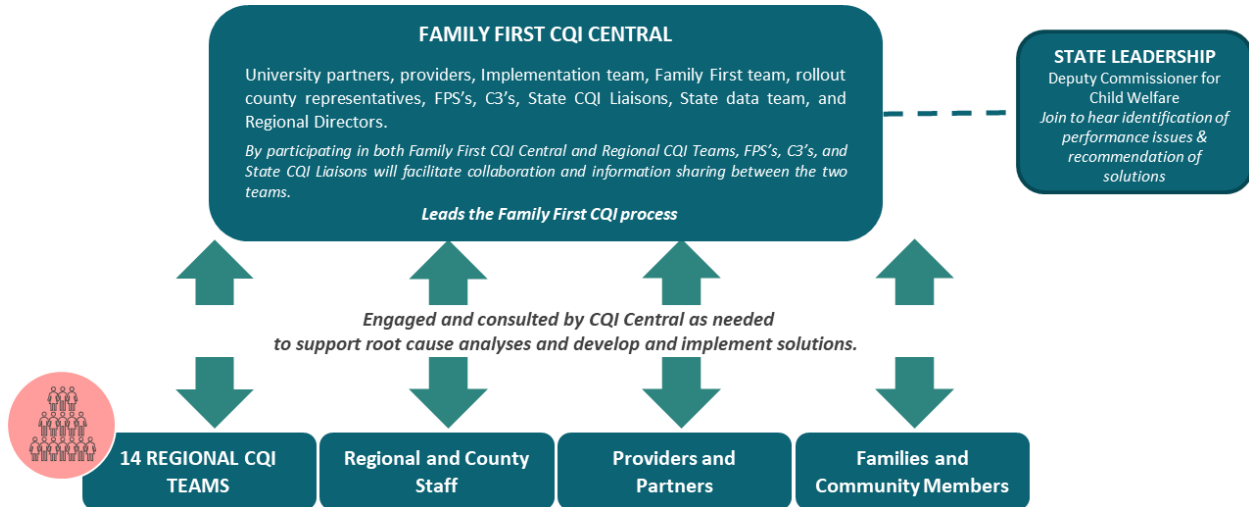 FAMILY FIRST CQI CENTRAL
University partners, providers, Implementation team, Family First team, rollout
county representatives, FPS's, C3's, State CQI Liaisons, State data team, and
Regional Directors.
By participating in both Family First CQI Central and Regional CQI Teams, FPS's, C3's, and
State CQI Liaisons will facilitate collaboration and information sharing between the two
teams.
Leads the Family First CQI process
STATE LEADERSHIP
Deputy Commissioner for
Child Welfare
Join to hear identification of
performance issues &
recommendation of
solutions
Engaged and consulted by CQI Central as needed
to support root cause analyses and develop and implement solutions.
14 REGIONAL CQI
TEAMS
Regional and County
Staff
Providers and
Partners
Families and
Community Members